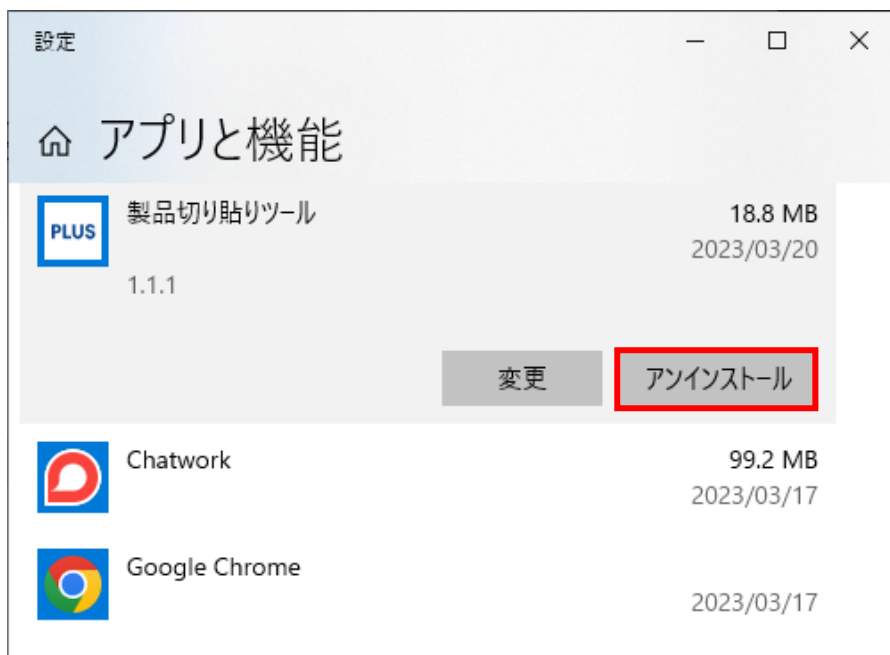 設定
アプリと機能
PLUS
製品切り貼りツール 18.8 MB
2023/03/20
1.1.1
変更 アンインストール
Chatwork 99.2 MB
2023/03/17
Google Chrome
2023/03/17